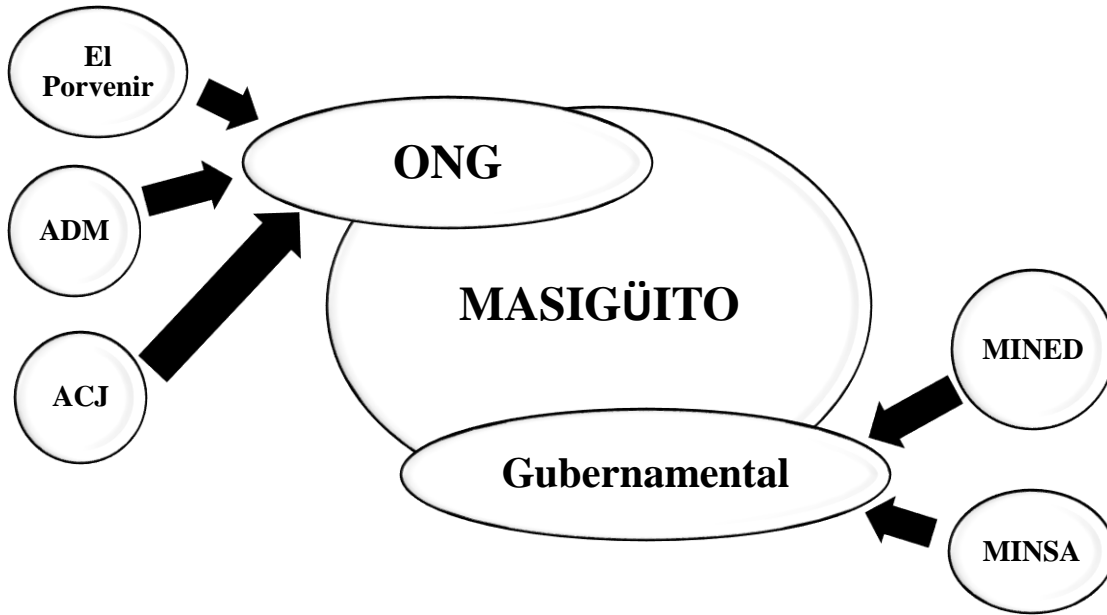 El
Porvenir
ONG
ADM
MASIGÜITO
MINED
ACJ
Gubernamental
MINSA